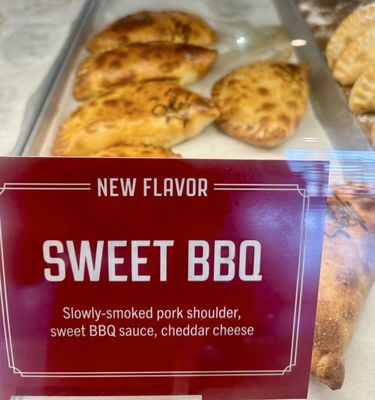 NEW FLAVOR
SWEET BBQ
Slowly-smoked pork shoulder,
sweet BBQ sauce, cheddar cheese